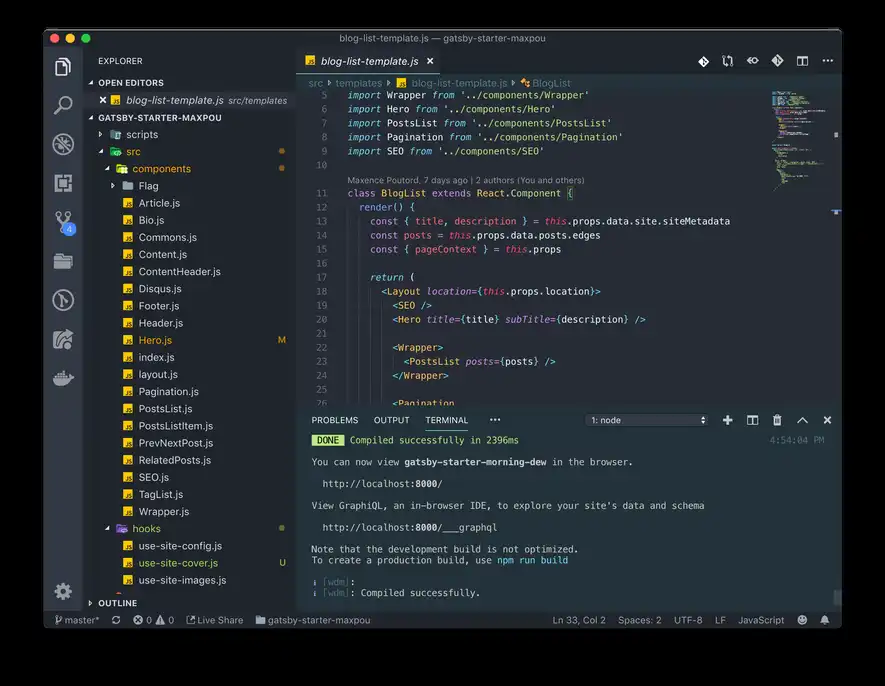 blog-list-template.js — gatsby-starter-maxpou
EXPLORER
OPEN EDITORS
blog-list-template.js src/templates
GATSBY-STARTER-MAXPOU
scripts
src
components
Flag
Article.js
Bio.js
Commons.js
Content.js
ContentHeader.js
Disqus.js
Footer.js
Header.js
Hero.js M
index.js
layout.js
Pagination.js
PostsList.js
PostsListItem.js
PrevNextPost.js
RelatedPosts.js
SEO.js
TagList.js
Wrapper.js
hooks
use-site-config.js
use-site-cover.js U
use-site-images.js
OUTLINE
4
blog-list-template.js
src templates blog-list-template.js BlogList
5 import Wrapper from '../components/Wrapper'
6 import Hero from '../components/Hero'
7 import PostsList from '../components/PostsList'
8 import Pagination from '../components/Pagination'
9 import SEO from '../components/SEO'
10
Maxence Poutord, 7 days ago | 2 authors (You and others)
11 class BlogList extends React.Component {
12 render() {
13 const { title, description } = this.props.data.site.siteMetadata
14 const posts = this.props.data.posts.edges
15 const { pageContext } = this.props
16
17 return (
18 <Layout location={this.props.location}>
19 <SEO />
20 <Hero title={title} subTitle={description} />
21
22 <Wrapper>
23 <PostsList posts={posts} />
24 </Wrapper>
25
26 <Pagination
PROBLEMS OUTPUT TERMINAL ••• 1: node
DONE Compiled successfully in 2396ms 4:54:04 PM
You can now view gatsby-starter-morning-dew in the browser.
http://localhost:8000/
View GraphiQL, an in-browser IDE, to explore your site's data and schema
http://localhost:8000/___graphql
Note that the development build is not optimized.
To create a production build, use npm run build
ℹ ｢wdm｣:
ℹ ｢wdm｣: Compiled successfully.
master* 0 0 Live Share gatsby-starter-maxpou Ln 33, Col 2 Spaces: 2 UTF-8 LF JavaScript